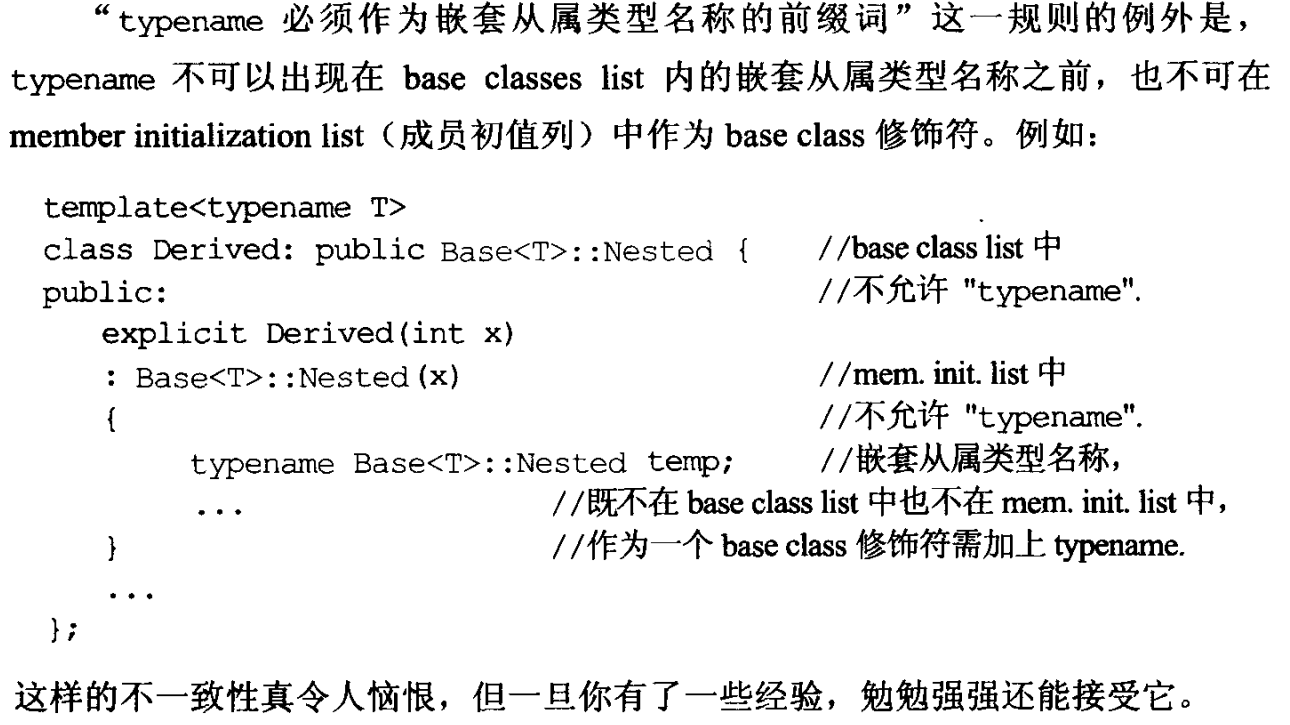 “typename 必须作为嵌套从属类型名称的前缀词”这一规则的例外是，
typename 不可以出现在 base classes list 内的嵌套从属类型名称之前，也不可在
member initialization list（成员初值列）中作为 base class 修饰符。例如：
template<typename T>
class Derived: public Base<T>::Nested { //base class list 中
public: //不允许 "typename".
explicit Derived(int x)
: Base<T>::Nested(x) //mem. init. list 中
{ //不允许 "typename".
typename Base<T>::Nested temp; //嵌套从属类型名称，
... //既不在 base class list 中也不在 mem. init. list 中，
} //作为一个 base class 修饰符需加上 typename.
...
};
这样的不一致性真令人恼恨，但一旦你有了一些经验，勉勉强强还能接受它。